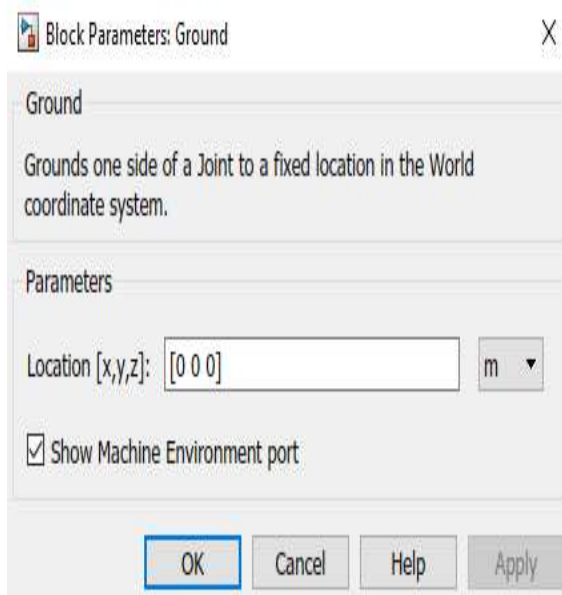 Block Parameters: Ground
Ground
Grounds one side of a Joint to a fixed location in the World
coordinate system.
Parameters
Location [x,y,z]: [0 0 0] m
Show Machine Environment port
OK Cancel Help Apply